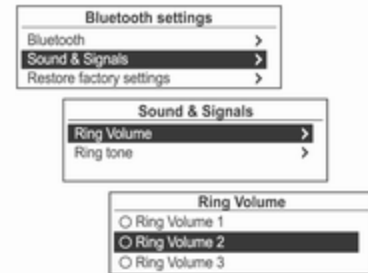 Bluetooth settings
Bluetooth >
Sound & Signals >
Restore factory settings >
Sound & Signals
Ring Volume >
Ring tone >
Ring Volume
Ring Volume 1
Ring Volume 2
Ring Volume 3